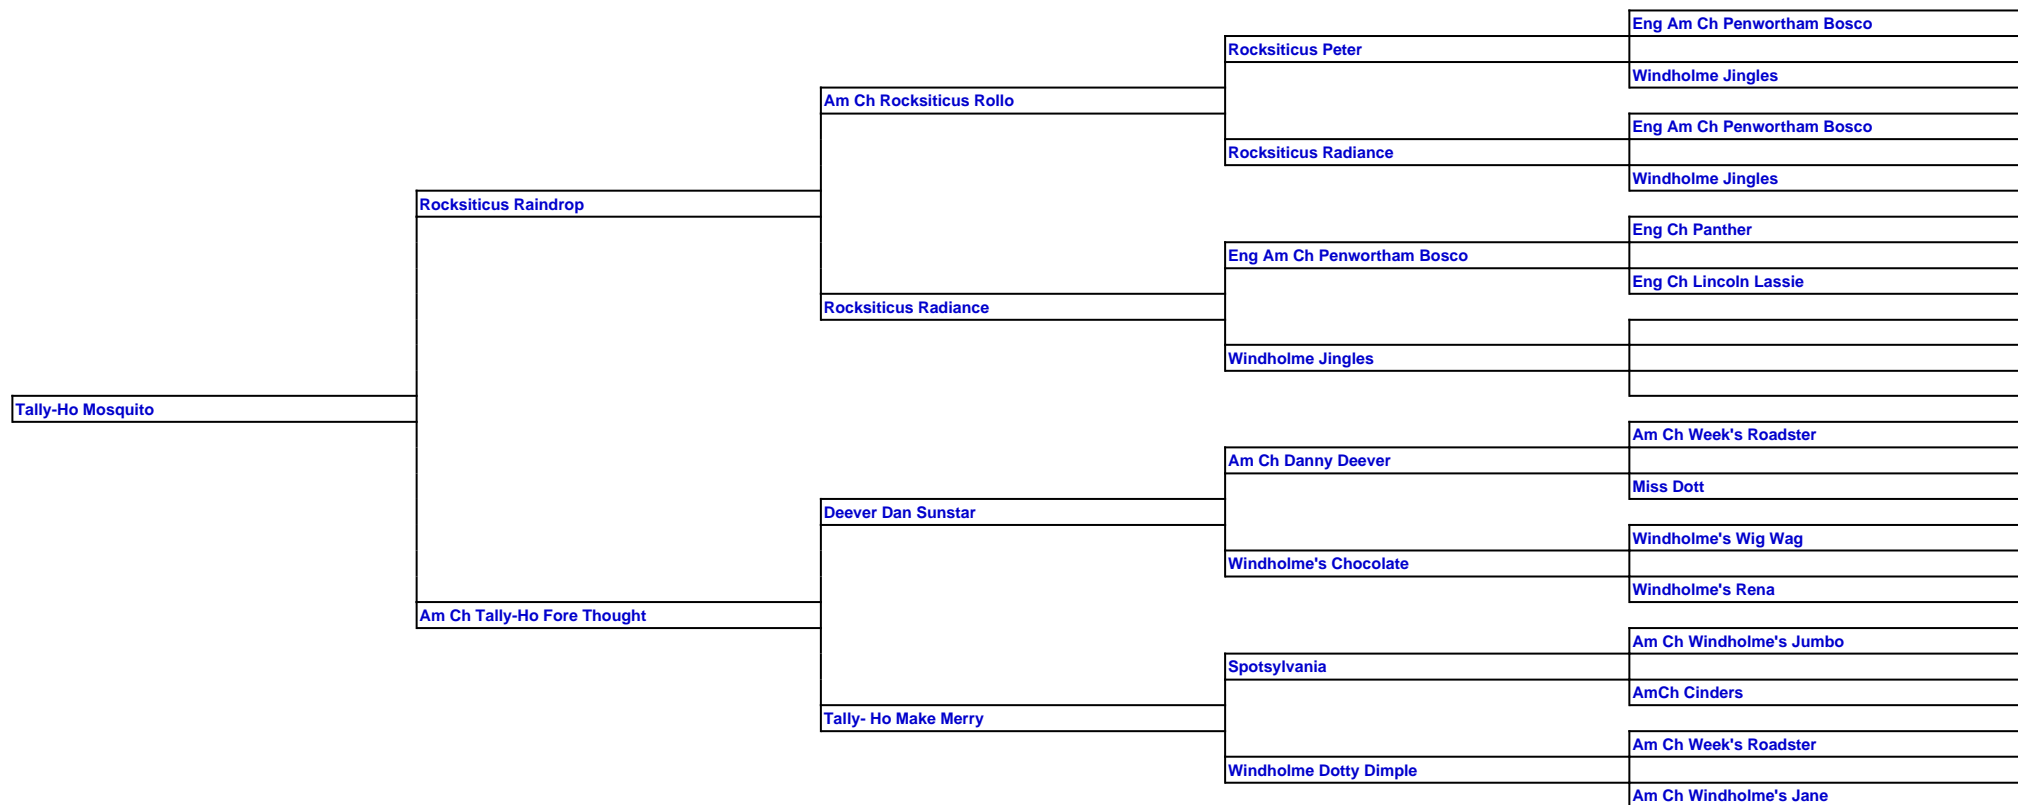 Eng Am Ch Penwortham Bosco
Rocksiticus Peter
Windholme Jingles
Am Ch Rocksiticus Rollo
Eng Am Ch Penwortham Bosco
Rocksiticus Radiance
Windholme Jingles
Rocksiticus Raindrop
Eng Ch Panther
Eng Am Ch Penwortham Bosco
Eng Ch Lincoln Lassie
Rocksiticus Radiance
Windholme Jingles
Tally-Ho Mosquito
Am Ch Week's Roadster
Am Ch Danny Deever
Miss Dott
Deever Dan Sunstar
Windholme's Wig Wag
Windholme's Chocolate
Windholme's Rena
Am Ch Tally-Ho Fore Thought
Am Ch Windholme's Jumbo
Spotsylvania
AmCh Cinders
Tally- Ho Make Merry
Am Ch Week's Roadster
Windholme Dotty Dimple
Am Ch Windholme's Jane